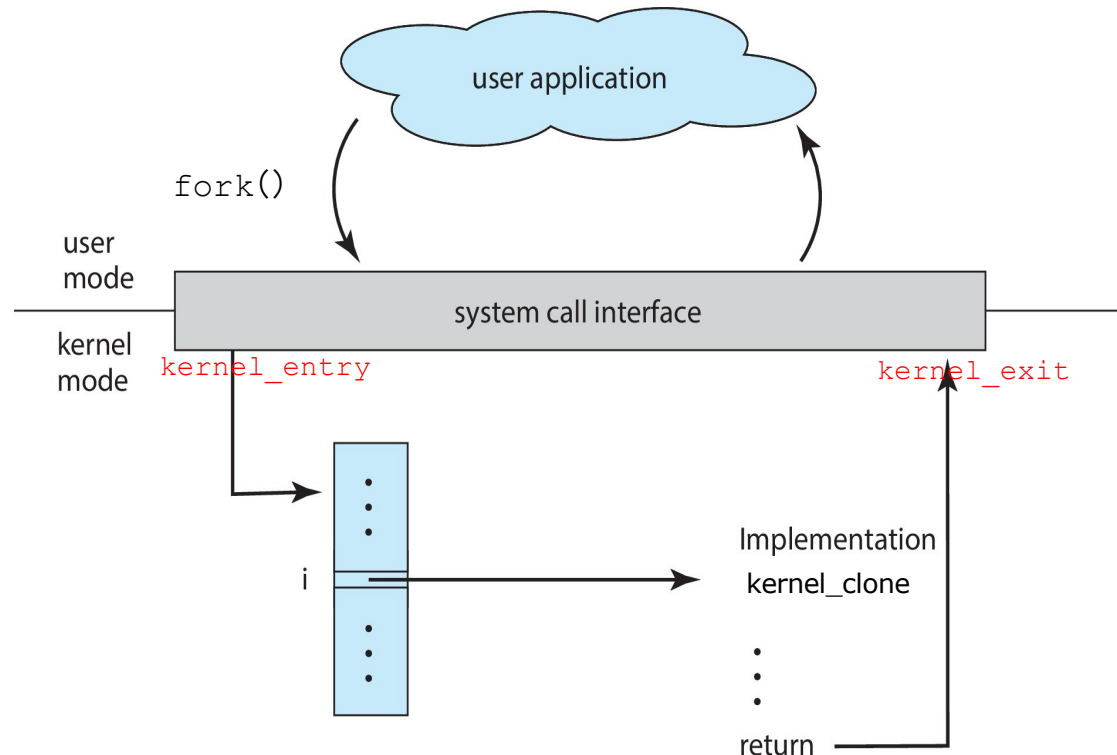 user application
fork()
user
mode
system call interface
kernel
mode
kernel_entry
kernel_exit
Implementation
i
kernel_clone
return